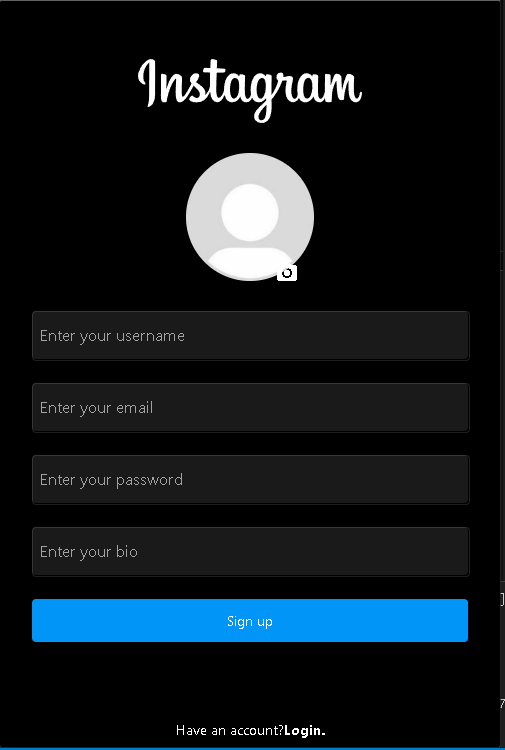 Instagram
Enter your username
Enter your email
Enter your password
Enter your bio
Sign up
Have an account?Login.